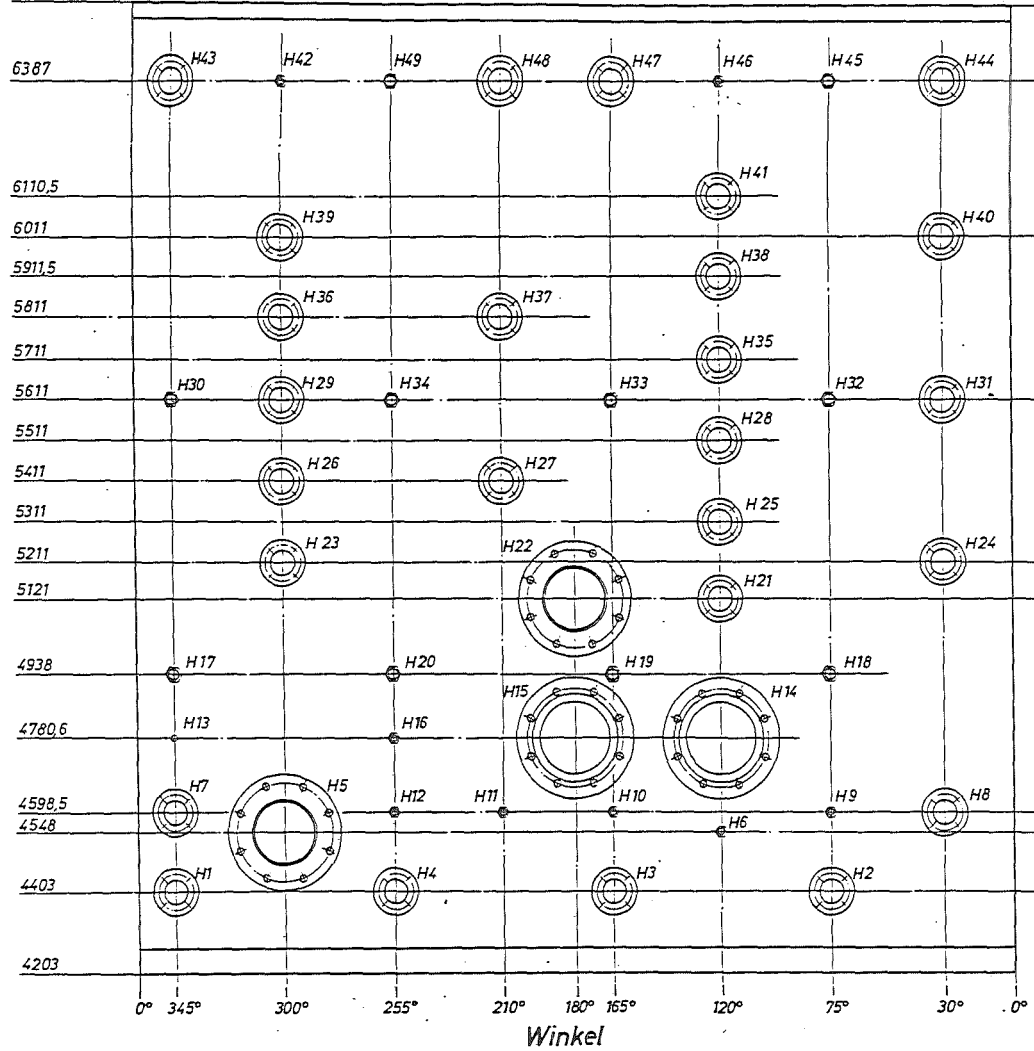 H43 H42 H49 H48 H47 H46 H45 H44
6387
H41
6110,5
H39 H40
6011
H38
5911,5
H36 H37
5811
H35
5711
H30 H29 H34 H33 H32 H31
5611
H28
5511
H26 H27
5411
H25
5311
H23 H22 H24
5211
H21
5121
H17 H20 H19 H18
4938
H15 H14
H13 H16
4780,6
H7 H5 H12 H11 H10 H9 H8
4598,5
H6
4548
H1 H4 H3 H2
4403
4203
0° 345° 300° 255° 210° 180° 165° 120° 75° 30° 0°
Winkel